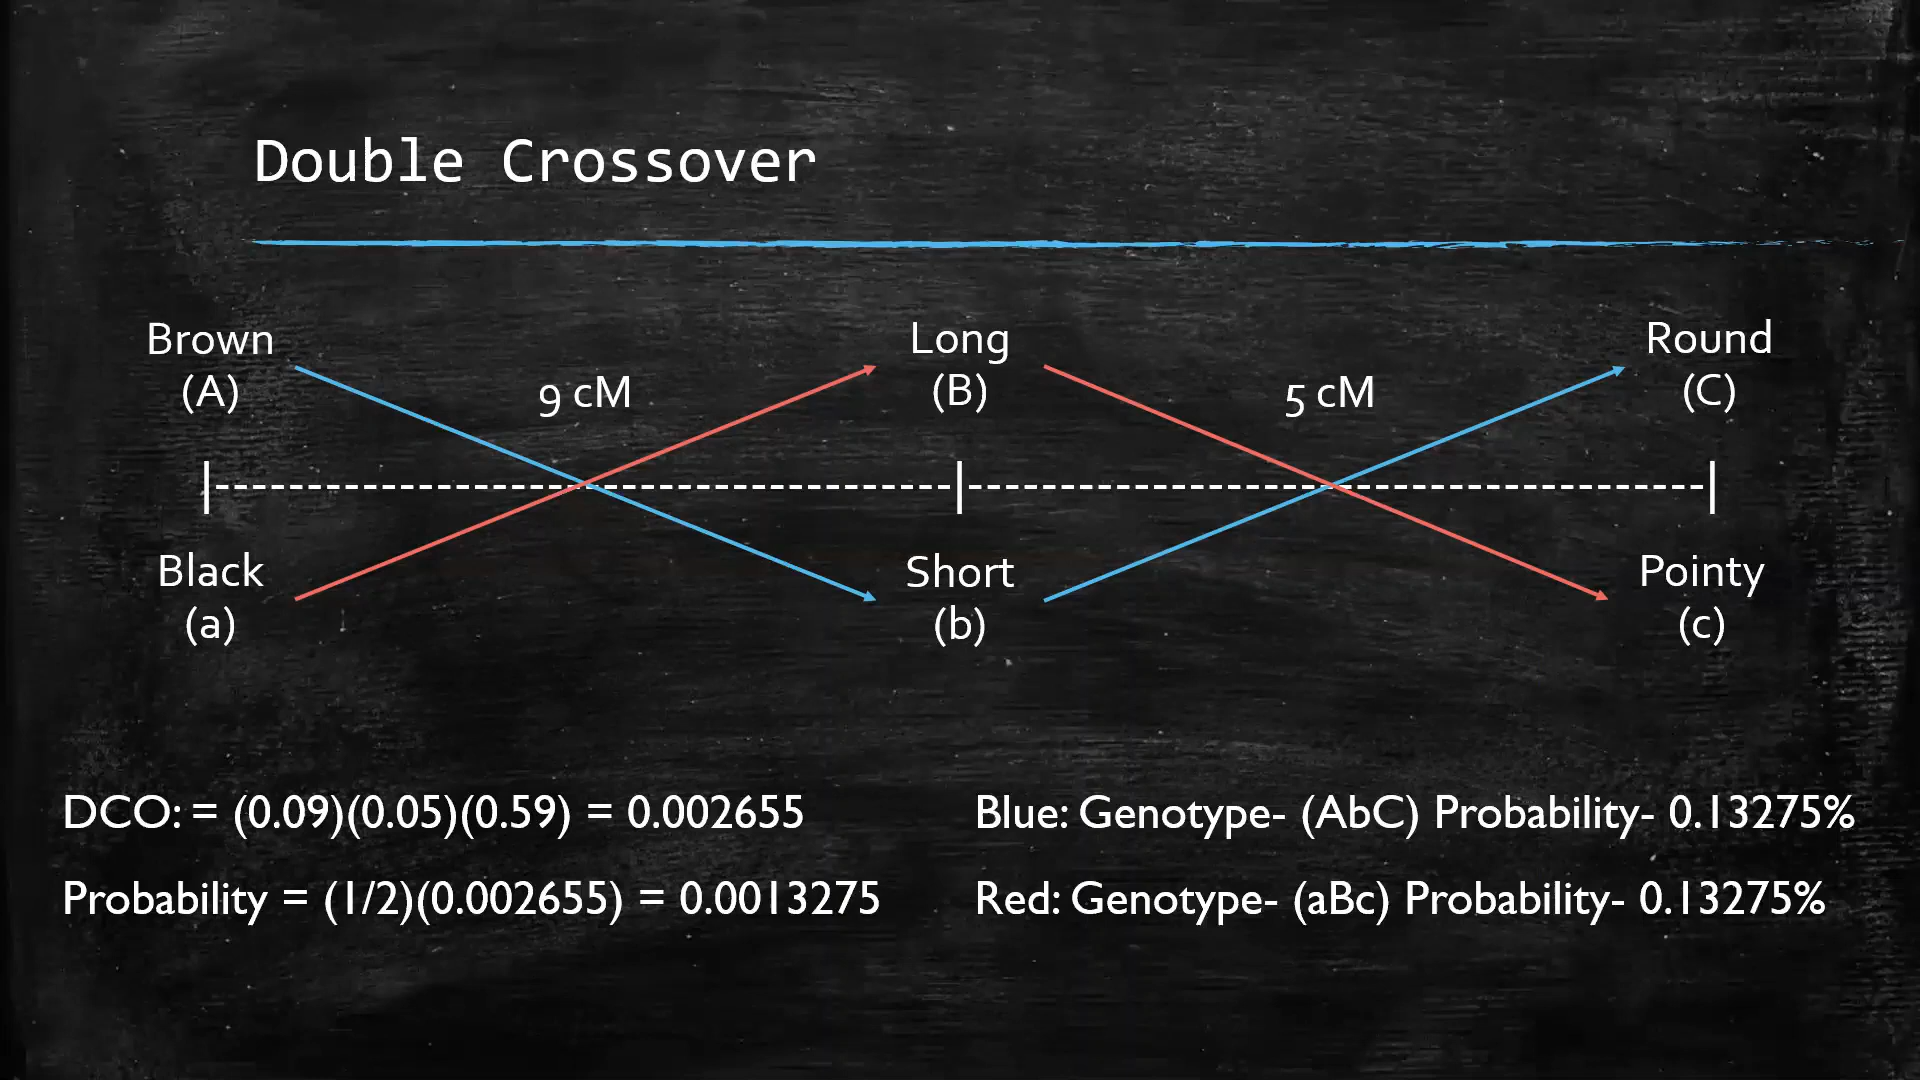 Double Crossover
Brown
(A)
9 cM
Long
(B)
5 cM
Round
(C)
Black
(a)
Short
(b)
Pointy
(c)
DCO: = (0.09)(0.05)(0.59) = 0.002655
Probability = (1/2)(0.002655) = 0.0013275
Blue: Genotype- (AbC) Probability- 0.13275%
Red: Genotype- (aBc) Probability- 0.13275%